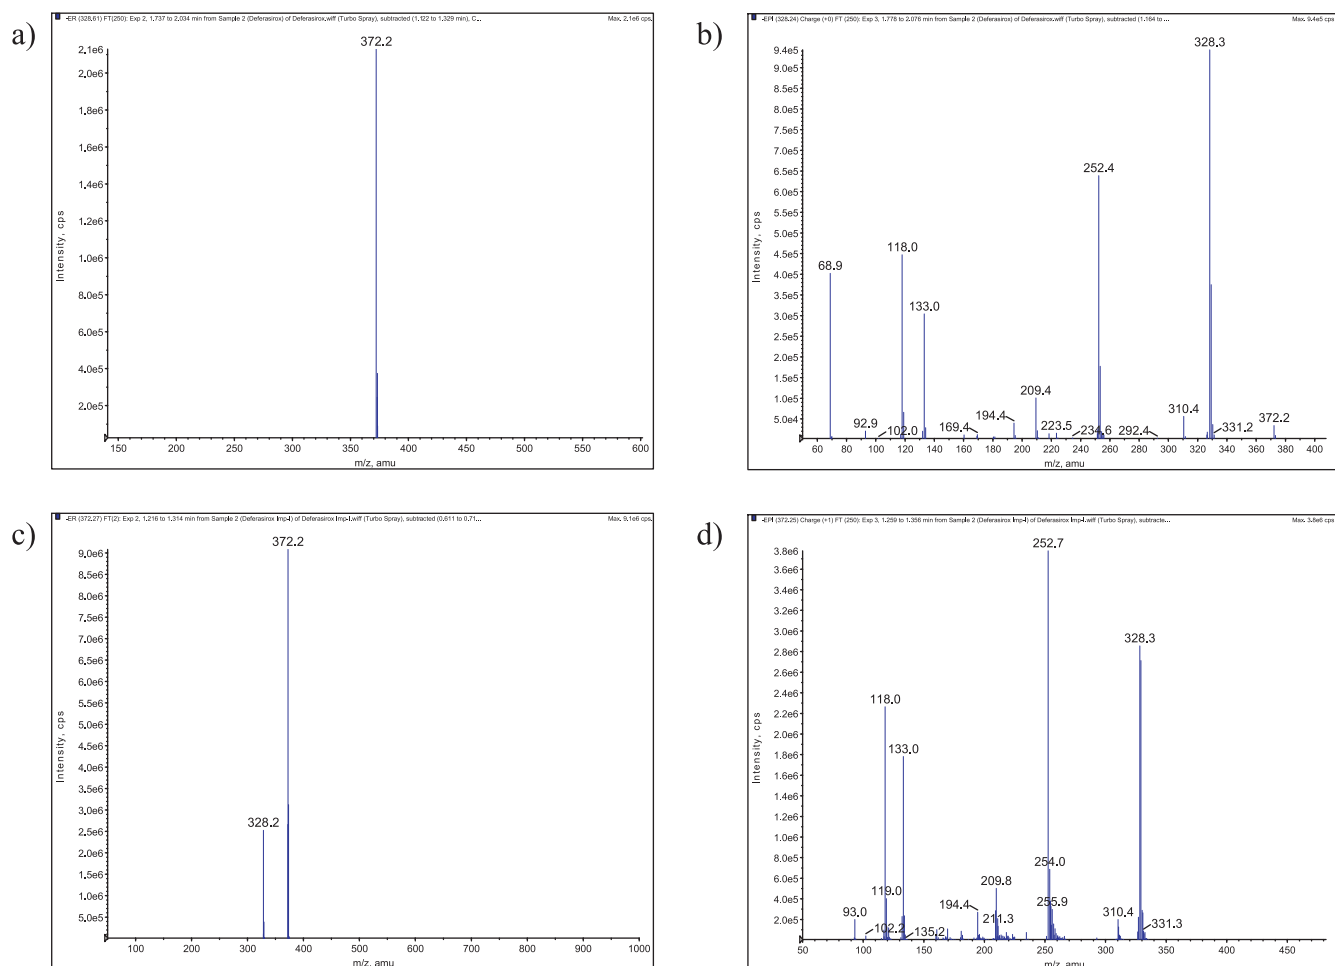 a)
-ER (328.61) FT(250): Exp 2, 1.737 to 2.034 min from Sample 2 (Deferasirox) of Deferasirox.wiff (Turbo Spray), subtracted (1.122 to 1.329 min), C... Max. 2.1e6 cps.
372.2
2.1e6
2.0e6
1.8e6
1.6e6
1.4e6
1.2e6
1.0e6
8.0e5
6.0e5
4.0e5
2.0e5
Intensity, cps
150 200 250 300 350 400 450 500 550 600
m/z, amu
b)
-EPI (328.24) Charge (+0) FT (250): Exp 3, 1.778 to 2.076 min from Sample 2 (Deferasirox) of Deferasirox.wiff (Turbo Spray), subtracted (1.164 to ... Max. 9.4e5 cps.
328.3
9.4e5
9.0e5
8.5e5
8.0e5
7.5e5
7.0e5
6.5e5
6.0e5
5.5e5
5.0e5
4.5e5
4.0e5
3.5e5
3.0e5
2.5e5
2.0e5
1.5e5
1.0e5
5.0e4
Intensity, cps
252.4
118.0
68.9
133.0
209.4
194.4
310.4
92.9 102.0 169.4 223.5 234.6 292.4 331.2 372.2
60 80 100 120 140 160 180 200 220 240 260 280 300 320 340 360 380 400
m/z, amu
c)
-ER (372.27) FT(2): Exp 2, 1.216 to 1.314 min from Sample 2 (Deferasirox Imp-I) of Deferasirox Imp-I.wiff (Turbo Spray), subtracted (0.611 to 0.71... Max. 9.1e6 cps.
372.2
9.0e6
8.5e6
8.0e6
7.5e6
7.0e6
6.5e6
6.0e6
5.5e6
5.0e6
4.5e6
4.0e6
3.5e6
3.0e6
2.5e6
2.0e6
1.5e6
1.0e6
5.0e5
Intensity, cps
328.2
100 200 300 400 500 600 700 800 900 1000
m/z, amu
d)
-EPI (372.25) Charge (+1) FT (250): Exp 3, 1.259 to 1.356 min from Sample 2 (Deferasirox Imp-I) of Deferasirox Imp-I.wiff (Turbo Spray), subtracte... Max. 3.8e6 cps.
252.7
3.8e6
3.6e6
3.4e6
3.2e6
3.0e6
2.8e6
2.6e6
2.4e6
2.2e6
2.0e6
1.8e6
1.6e6
1.4e6
1.2e6
1.0e6
8.0e5
6.0e5
4.0e5
2.0e5
Intensity, cps
328.3
118.0
133.0
254.0
209.8
119.0 255.9
93.0 194.4 211.3 310.4
102.2 135.2 331.3
50 100 150 200 250 300 350 400 450
m/z, amu